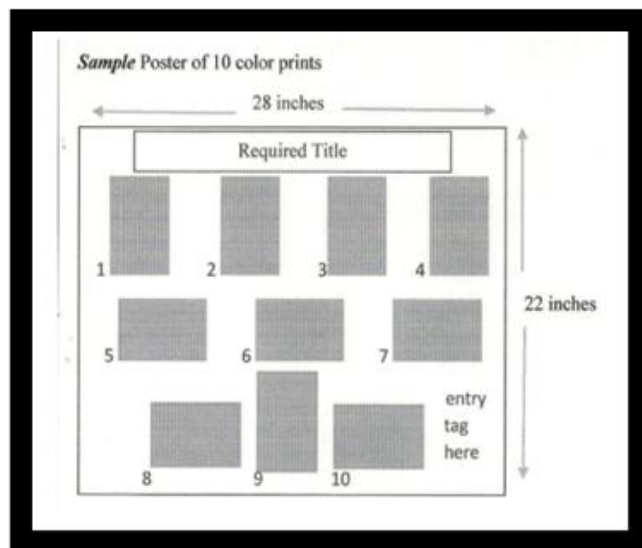 Sample Poster of 10 color prints
28 inches
Required Title
1 2 3 4
5 6 7
22 inches
entry
tag
here
8 9 10